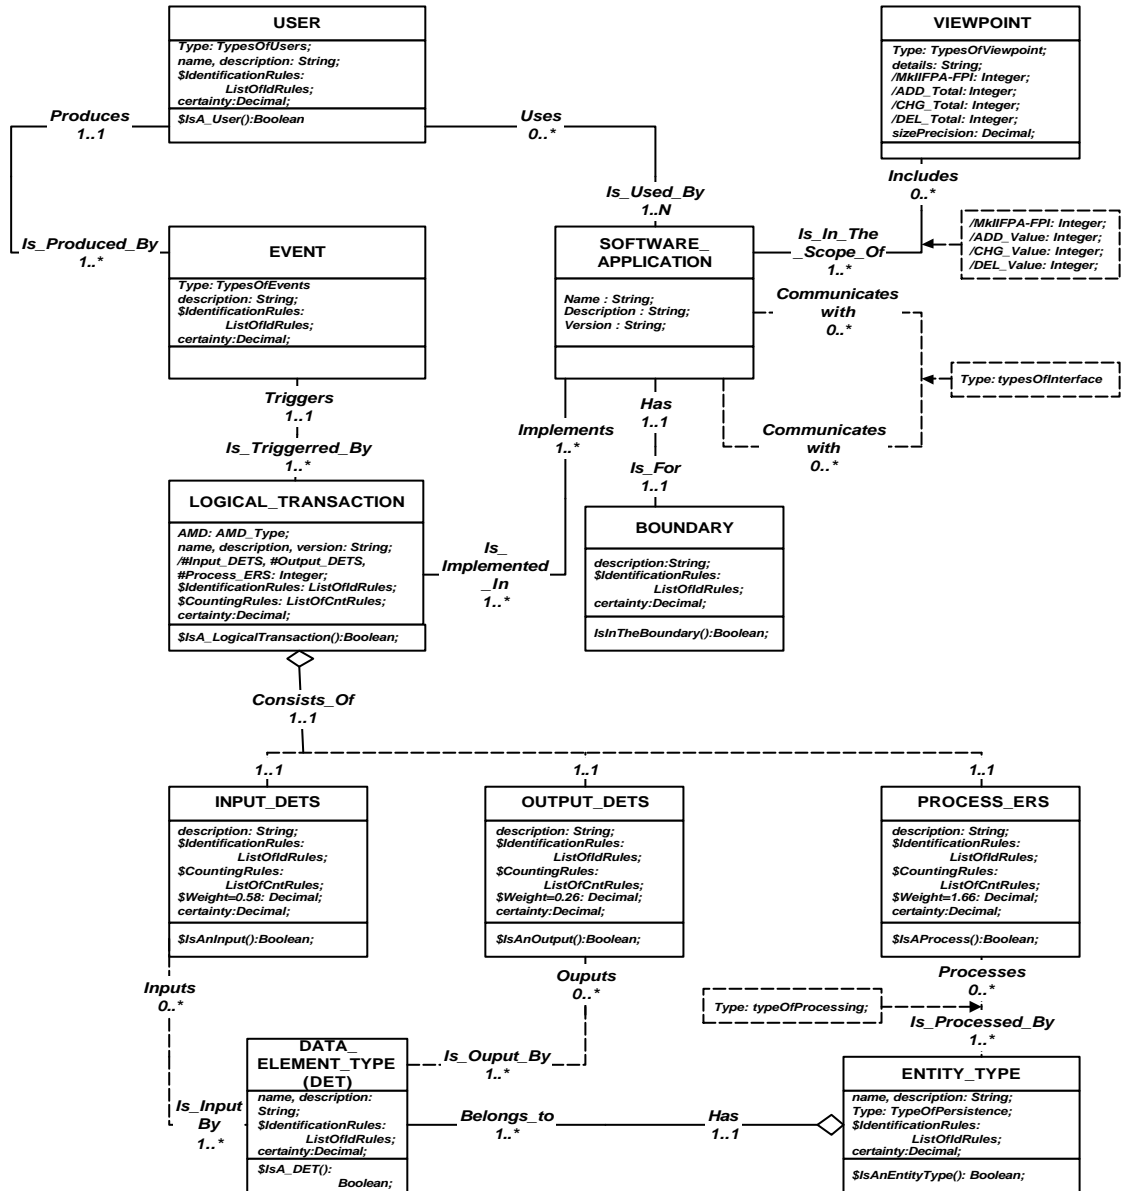 USER
Type: TypesOfUsers;
name, description: String;
$IdentificationRules:
ListOfIdRules;
certainty:Decimal;
$IsA_User():Boolean
VIEWPOINT
Type: TypesOfViewpoint;
details: String;
/MkIIFPA-FPI: Integer;
/ADD_Total: Integer;
/CHG_Total: Integer;
/DEL_Total: Integer;
sizePrecision: Decimal;
Produces
1..1
Uses
0..*
Includes
0..*
Is_Used_By
1..N
Is_Produced_By
1..*
EVENT
Type: TypesOfEvents
description: String;
$IdentificationRules:
ListOfIdRules;
certainty:Decimal;
SOFTWARE_
APPLICATION
Name : String;
Description : String;
Version : String;
Is_In_The
_Scope_Of
1..*
/MkIIFPA-FPI: Integer;
/ADD_Value: Integer;
/CHG_Value: Integer;
/DEL_Value: Integer;
Communicates
with
0..*
Type: typesOfInterface
Communicates
with
0..*
Triggers
1..1
Is_Triggerred_By
1..*
Implements
1..*
Has
1..1
Is_For
1..1
LOGICAL_TRANSACTION
AMD: AMD_Type;
name, description, version: String;
/#Input_DETS, #Output_DETS,
#Process_ERS: Integer;
$IdentificationRules: ListOfIdRules;
$CountingRules: ListOfCntRules;
certainty:Decimal;
$IsA_LogicalTransaction():Boolean;
Is_
Implemented
_In
1..*
BOUNDARY
description:String;
$IdentificationRules:
ListOfIdRules;
certainty:Decimal;
IsInTheBoundary():Boolean;
Consists_Of
1..1
1..1
1..1
1..1
INPUT_DETS
description: String;
$IdentificationRules:
ListOfIdRules;
$CountingRules:
ListOfCntRules;
$Weight=0.58: Decimal;
certainty:Decimal;
$IsAnInput():Boolean;
OUTPUT_DETS
description: String;
$IdentificationRules:
ListOfIdRules;
$CountingRules:
ListOfCntRules;
$Weight=0.26: Decimal;
certainty:Decimal;
$IsAnOutput():Boolean;
PROCESS_ERS
description: String;
$IdentificationRules:
ListOfIdRules;
$CountingRules:
ListOfCntRules;
$Weight=1.66: Decimal;
certainty:Decimal;
$IsAProcess():Boolean;
Inputs
0..*
Ouputs
0..*
Processes
0..*
Type: typeOfProcessing;
Is_Processed_By
1..*
Is_Input
By
1..*
DATA_
ELEMENT_TYPE
(DET)
name, description:
String;
$IdentificationRules:
ListOfIdRules;
certainty:Decimal;
$IsA_DET():
Boolean;
Is_Ouput_By
1..*
Belongs_to
1..*
Has
1..1
ENTITY_TYPE
name, description: String;
Type: TypeOfPersistence;
$IdentificationRules:
ListOfIdRules;
certainty:Decimal;
$IsAnEntityType(): Boolean;